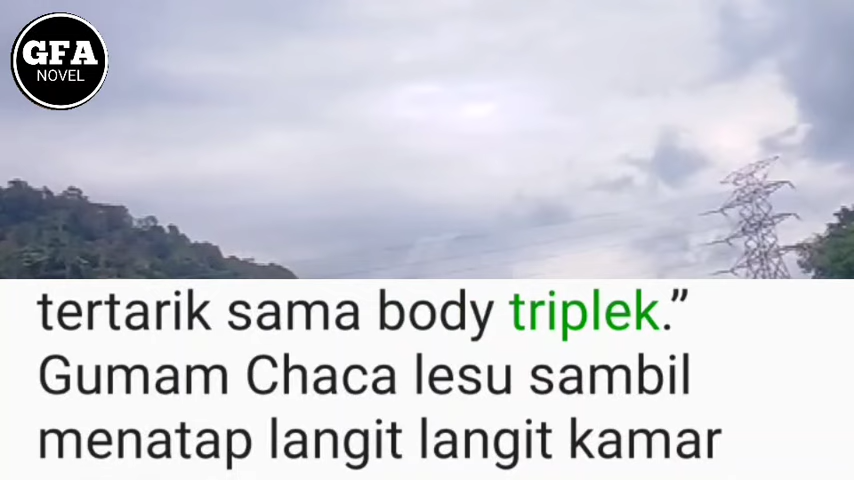 GFA
NOVEL
tertarik sama body triplek.”
Gumam Chaca lesu sambil
menatap langit langit kamar